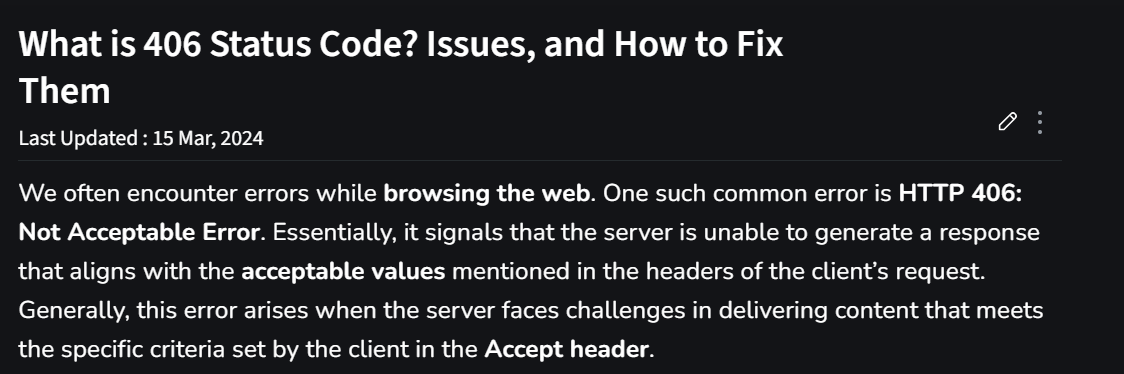 What is 406 Status Code? Issues, and How to Fix
Them
Last Updated : 15 Mar, 2024
We often encounter errors while browsing the web. One such common error is HTTP 406:
Not Acceptable Error. Essentially, it signals that the server is unable to generate a response
that aligns with the acceptable values mentioned in the headers of the client’s request.
Generally, this error arises when the server faces challenges in delivering content that meets
the specific criteria set by the client in the Accept header.